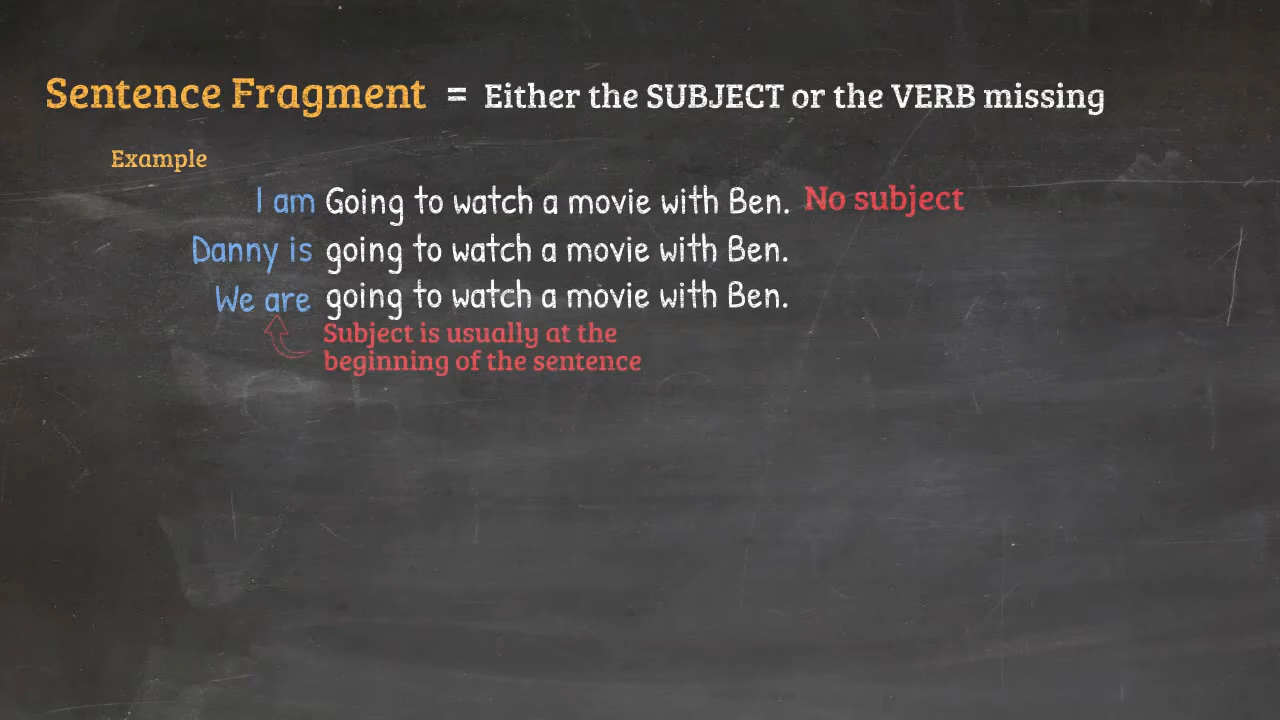 Sentence Fragment = Either the SUBJECT or the VERB missing
Example
I am Going to watch a movie with Ben. No subject
Danny is going to watch a movie with Ben.
We are going to watch a movie with Ben.
Subject is usually at the
beginning of the sentence